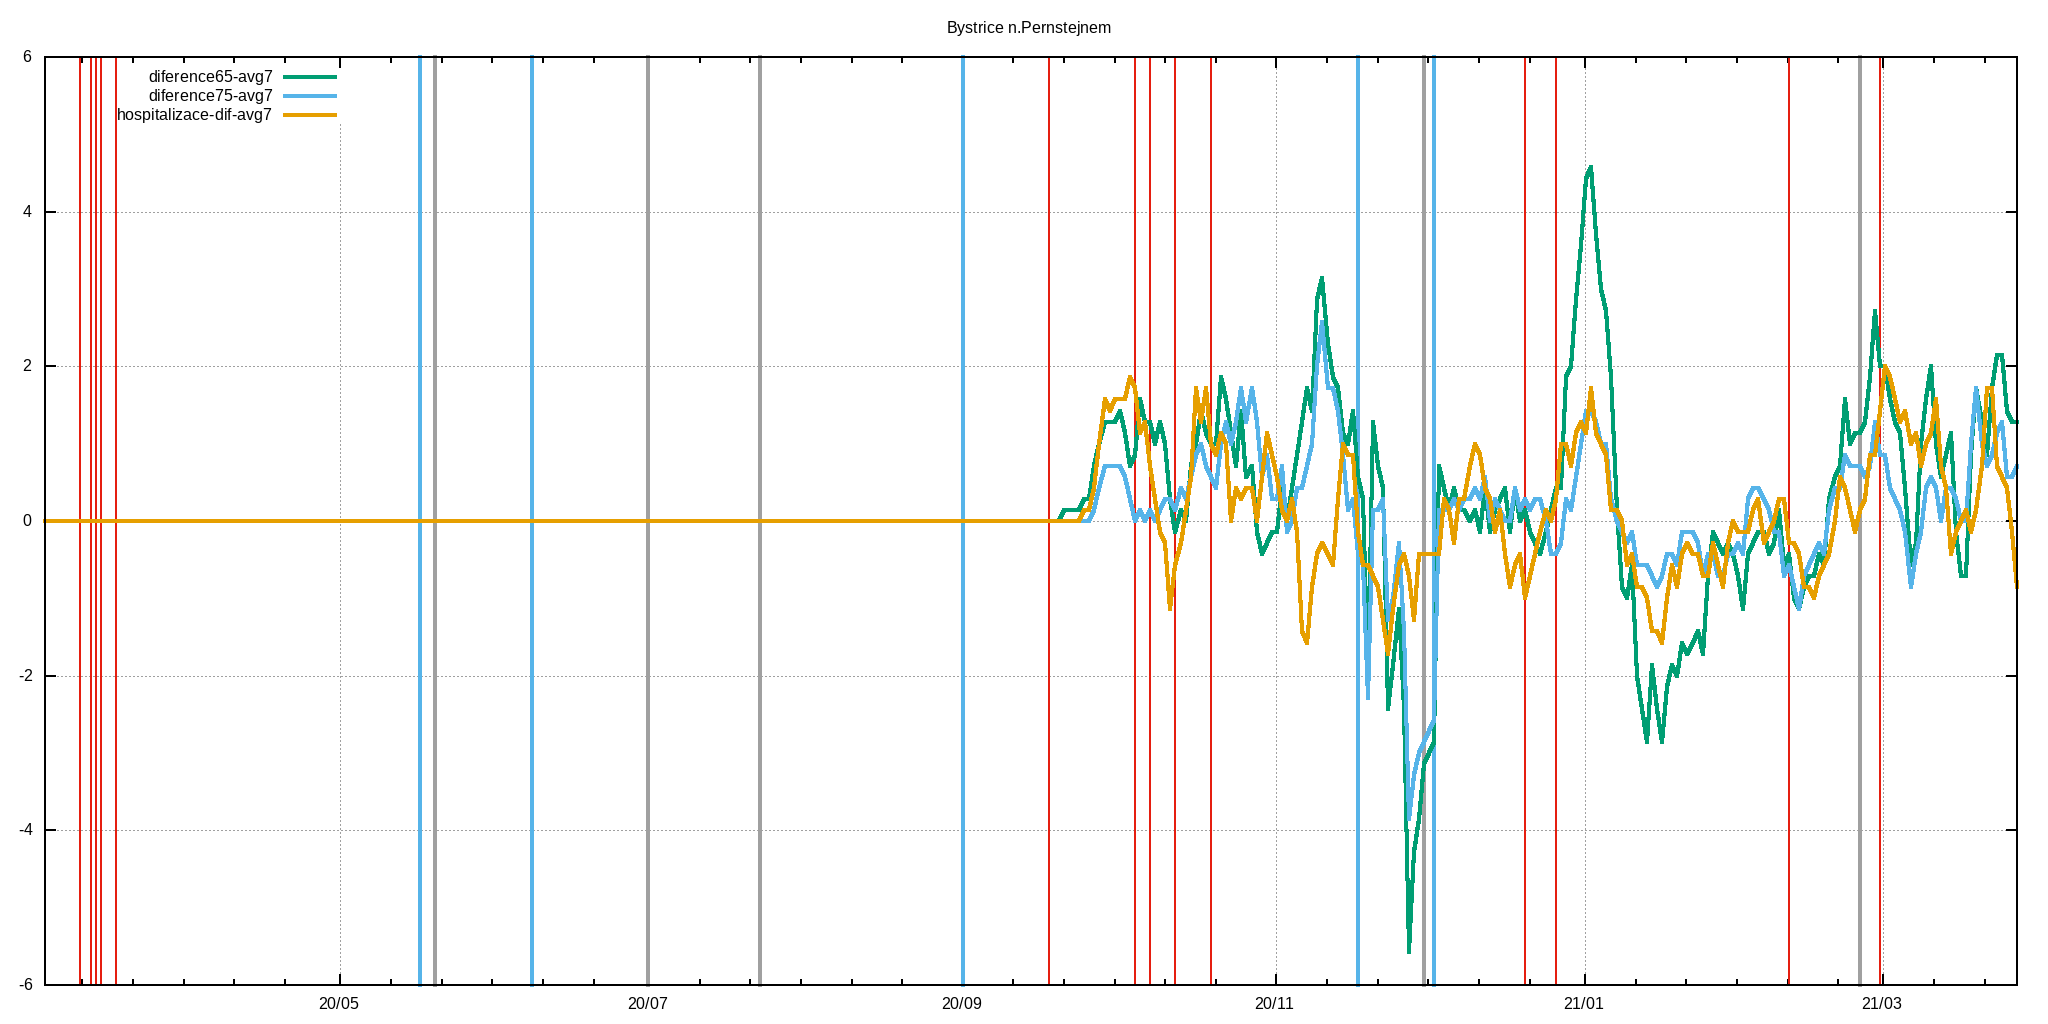 Bystrice n.Pernstejnem
6
diference65-avg7
diference75-avg7
hospitalizace-dif-avg7
4
2
0
-2
-4
-6
20/05 20/07 20/09 20/11 21/01 21/03